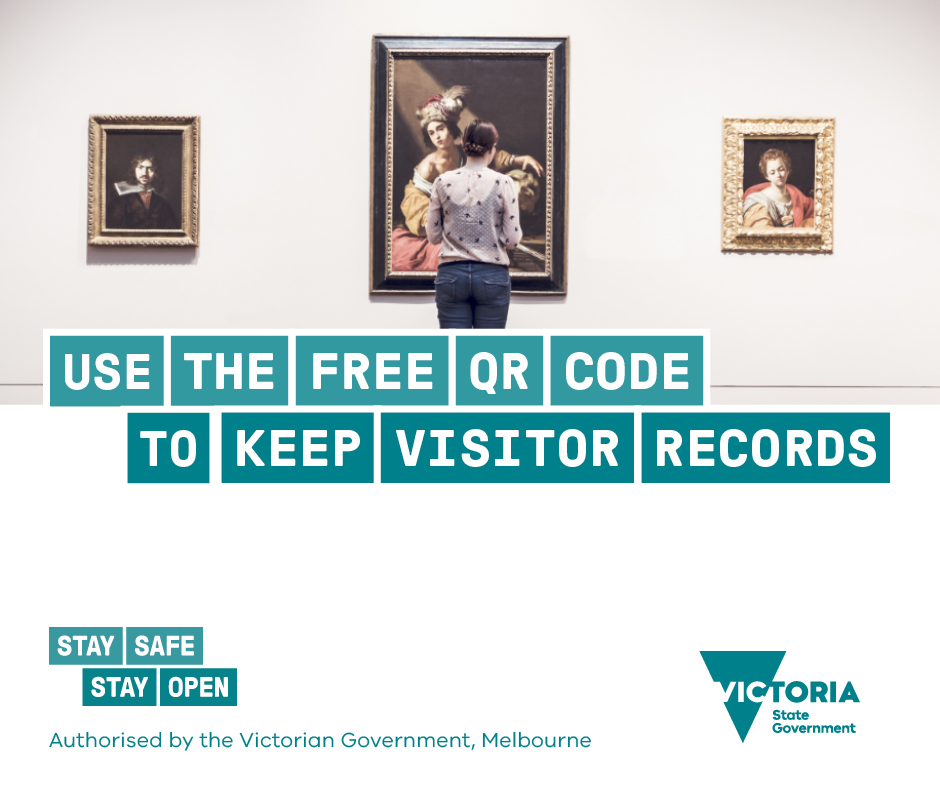 USE THE FREE QR CODE
TO KEEP VISITOR RECORDS
STAY SAFE
STAY OPEN
Authorised by the Victorian Government, Melbourne
VICTORIA
State
Government